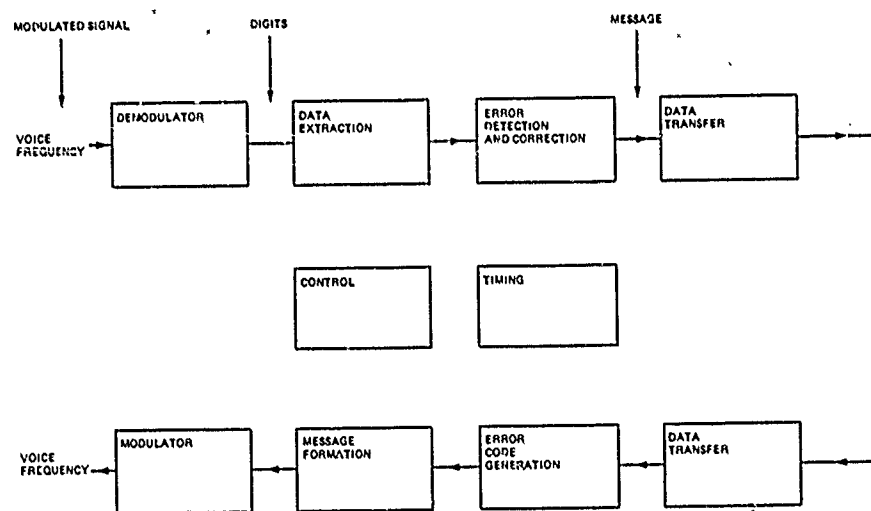 MODULATED SIGNAL
DIGITS
MESSAGE
VOICE
FREQUENCY
DENODULATOR
DATA
EXTRACTION
ERROR
DETECTION
AND CORRECTION
DATA
TRANSFER
CONTROL
TIMING
VOICE
FREQUENCY
MODULATOR
MESSAGE
FORMATION
ERROR
CODE
GENERATION
DATA
TRANSFER